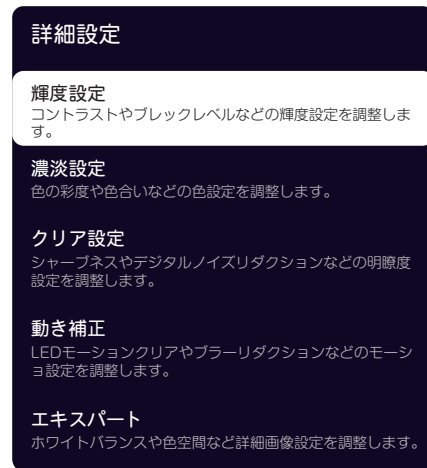 詳細設定
輝度設定
コントラストやブレックレベルなどの輝度設定を調整しま
す。
濃淡設定
色の彩度や色合いなどの色設定を調整します。
クリア設定
シャープネスやデジタルノイズリダクションなどの明瞭度
設定を調整します。
動き補正
LEDモーションクリアやブラーリダクションなどのモーシ
ョ設定を調整します。
エキスパート
ホワイトバランスや色空間など詳細画像設定を調整します。